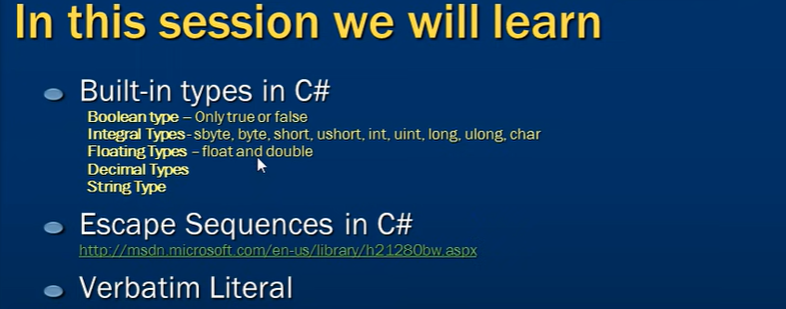 In this session we will learn
Built-in types in C#
Boolean type – Only true or false
Integral Types - sbyte, byte, short, ushort, int, uint, long, ulong, char
Floating Types – float and double
Decimal Types
String Type
Escape Sequences in C#
http://msdn.microsoft.com/en-us/library/h21280bw.aspx
Verbatim Literal